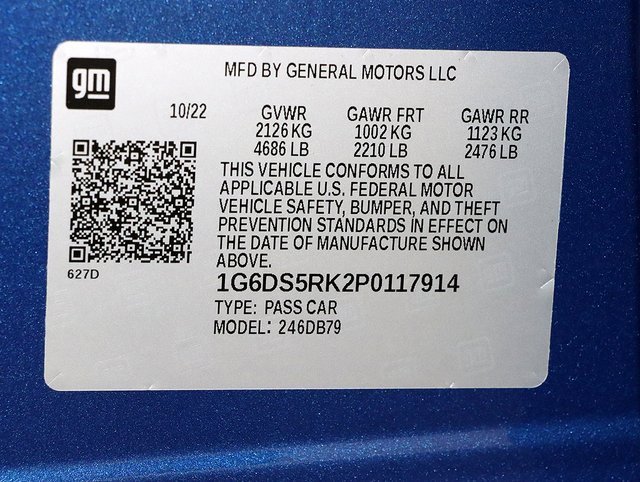 gm
MFD BY GENERAL MOTORS LLC
10/22 GVWR GAWR FRT GAWR RR
2126 KG 1002 KG 1123 KG
4686 LB 2210 LB 2476 LB
THIS VEHICLE CONFORMS TO ALL
APPLICABLE U.S. FEDERAL MOTOR
VEHICLE SAFETY, BUMPER, AND THEFT
PREVENTION STANDARDS IN EFFECT ON
THE DATE OF MANUFACTURE SHOWN
ABOVE.
627D
1G6DS5RK2P0117914
TYPE: PASS CAR
MODEL: 246DB79